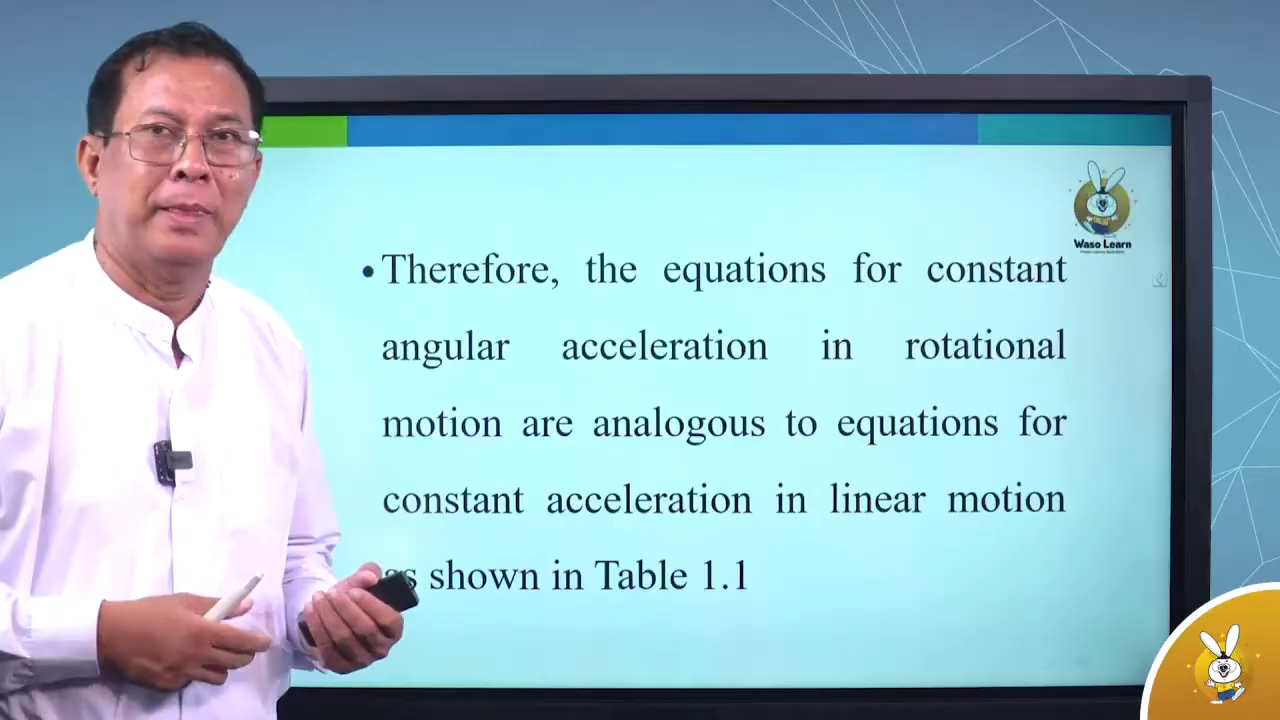 Waso Learn
• Therefore, the equations for constant
angular acceleration in rotational
motion are analogous to equations for
constant acceleration in linear motion
as shown in Table 1.1